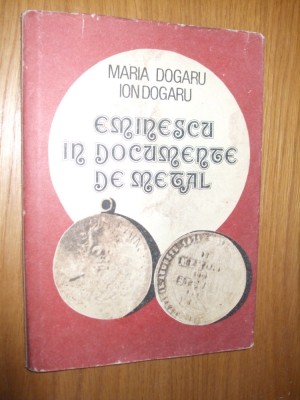 MARIA DOGARU
ION DOGARU
EMINESCU
IN DOCUMENTE
DE METAL